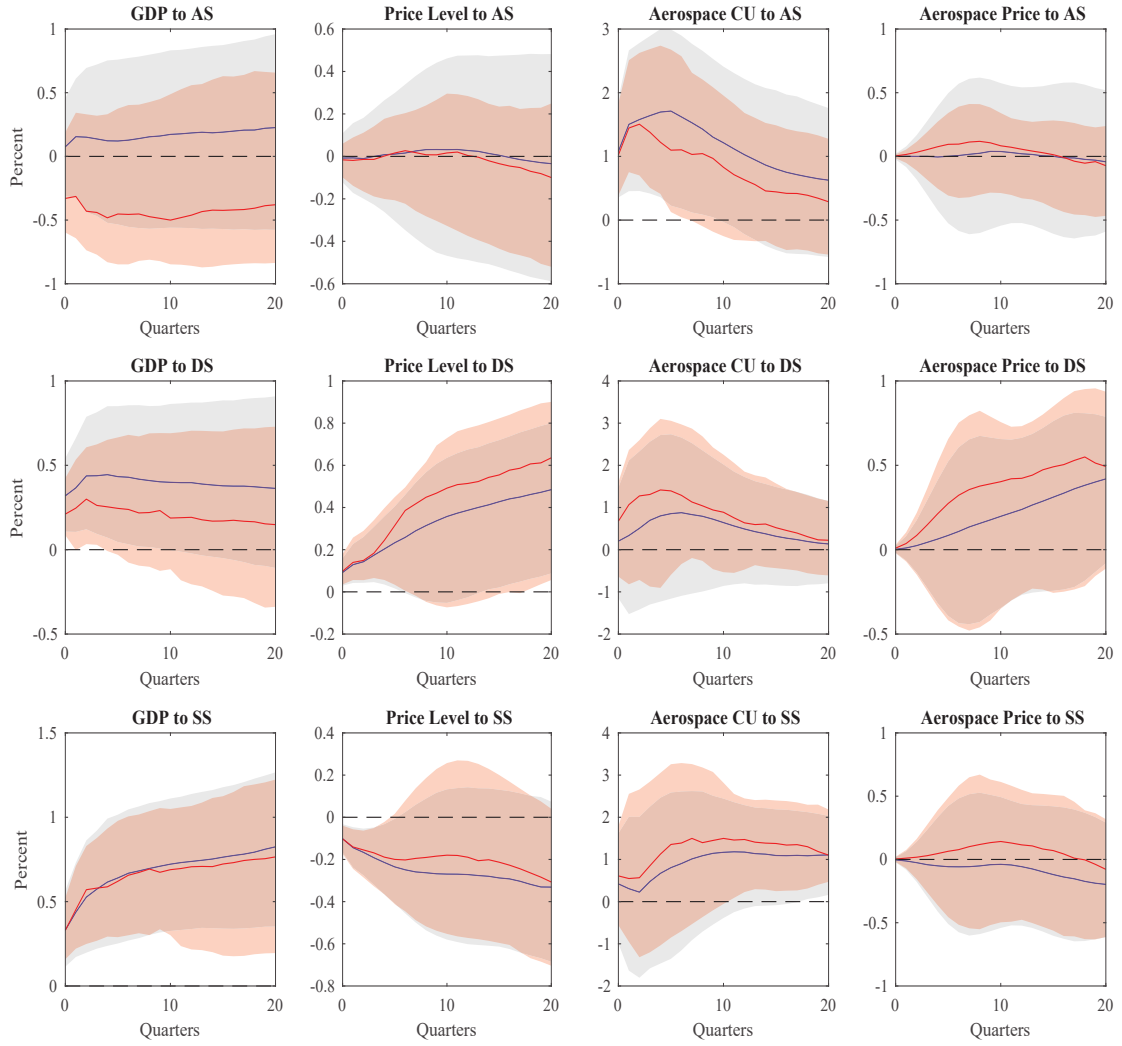 GDP to AS
Price Level to AS
Aerospace CU to AS
Aerospace Price to AS
1
0.5
0
-0.5
-1
Percent
0 10 20
Quarters
0.6
0.4
0.2
0
-0.2
-0.4
-0.6
0 10 20
Quarters
3
2
1
0
-1
0 10 20
Quarters
1
0.5
0
-0.5
-1
0 10 20
Quarters
GDP to DS
Price Level to DS
Aerospace CU to DS
Aerospace Price to DS
1
0.5
0
-0.5
Percent
0 10 20
Quarters
1
0.8
0.6
0.4
0.2
0
-0.2
0 10 20
Quarters
4
3
2
1
0
-1
-2
0 10 20
Quarters
1
0.5
0
-0.5
0 10 20
Quarters
GDP to SS
Price Level to SS
Aerospace CU to SS
Aerospace Price to SS
1.5
1
0.5
0
Percent
0 10 20
Quarters
0.4
0.2
0
-0.2
-0.4
-0.6
-0.8
0 10 20
Quarters
4
3
2
1
0
-1
-2
0 10 20
Quarters
1
0.5
0
-0.5
-1
0 10 20
Quarters